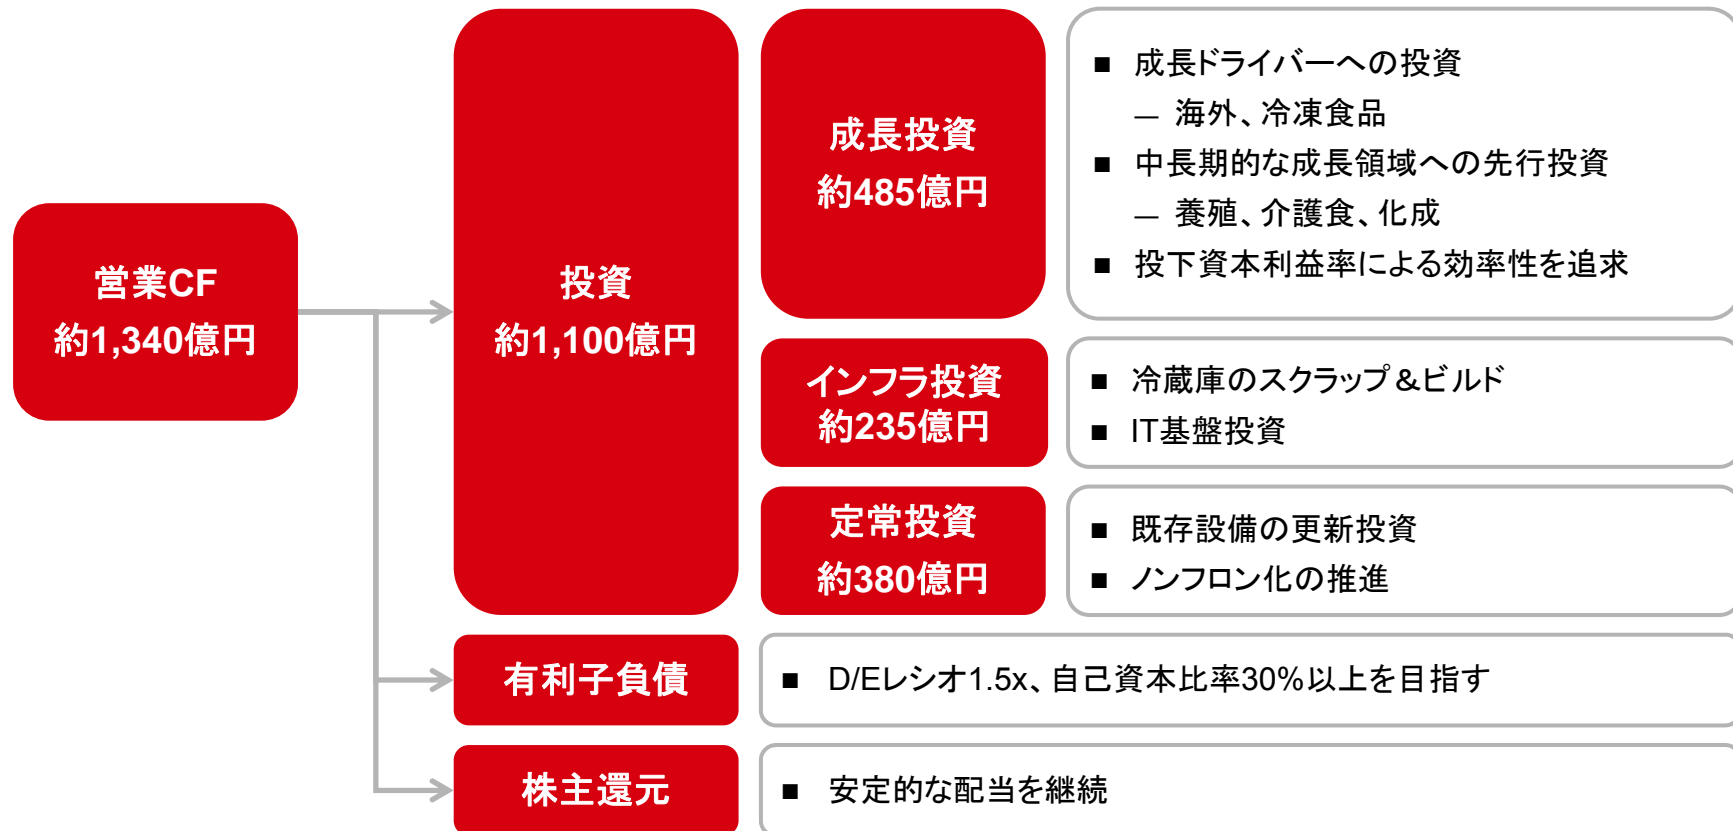 営業CF
約1,340億円
投資
約1,100億円
成長投資
約485億円
■ 成長ドライバーへの投資
― 海外、冷凍食品
■ 中長期的な成長領域への先行投資
― 養殖、介護食、化成
■ 投下資本利益率による効率性を追求
インフラ投資
約235億円
■ 冷蔵庫のスクラップ&ビルド
■ IT基盤投資
定常投資
約380億円
■ 既存設備の更新投資
■ ノンフロン化の推進
有利子負債
■ D/Eレシオ1.5x、自己資本比率30%以上を目指す
株主還元
■ 安定的な配当を継続